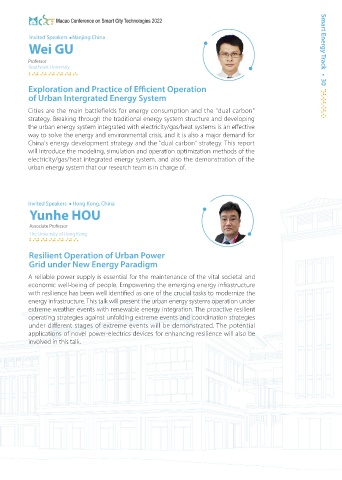 Macao Conference on Smart City Technologies 2022
Smart Energy Track • 30
Invited Speakers • Nanjing China
Wei GU
Professor
Southeast University
Exploration and Practice of Efficient Operation
of Urban Intergrated Energy System
Cities are the main battlefields for energy consumption and the "dual carbon"
strategy. Breaking through the traditional energy system structure and developing
the urban energy system integrated with electricity/gas/heat systems is an effective
way to solve the energy and environmental crisis, and it is also a major demand for
China's energy development strategy and the "dual carbon" strategy. This report
will introduce the modeling, simulation and operation optimization methods of the
electricity/gas/heat integrated energy system, and also the demonstration of the
urban energy system that our research team is in charge of.
Invited Speakers • Hong Kong, China
Yunhe HOU
Associate Professor
The University of Hong Kong
Resilient Operation of Urban Power
Grid under New Energy Paradigm
A reliable power supply is essential for the maintenance of the vital societal and
economic well-being of people. Empowering the emerging energy infrastructure
with resilience has been well identified as one of the crucial tasks to modernize the
energy infrastructure. This talk will present the urban energy systems operation under
extreme weather events with renewable energy integration. The proactive resilient
operating strategies against unfolding extreme events and coordination strategies
under different stages of extreme events will be demonstrated. The potential
applications of novel power-electrics devices for enhancing resilience will also be
involved in this talk.